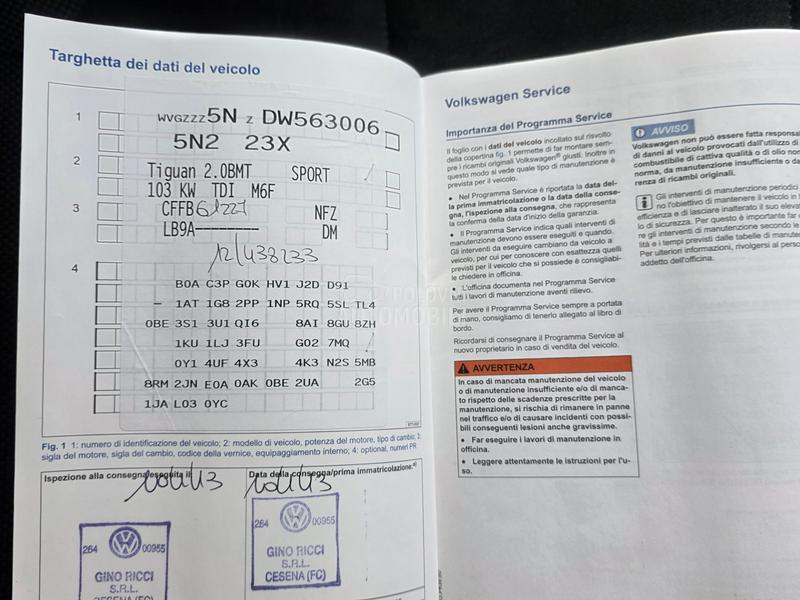 Targhetta dei dati del veicolo
1
WVGZZZ5N Z DW563006
5N2 23X
2
Tiguan 2.0BMT SPORT
103 KW TDI M6F
3
CFFB NFZ
LB9A-------- DM
4
B0A C3P G0K HV1 J2D D91
- 1AT 1G8 2PP 1NP 5RQ 5SL TL4
0BE 3S1 3U1 QI6 8AI 8GU 8ZH
1KU 1LJ 3FU G02 7MQ
0Y1 4UF 4X3 4K3 N2S 5MB
8RM 2JN E0A 0AK 0BE 2UA 2G5
1JA L03 0YC
Fig. 1 1: numero di identificazione del veicolo; 2: modello di veicolo, potenza del motore, tipo di cambio; 3:
sigla del motore, sigla del cambio, codice della vernice, equipaggiamento interno; 4: optional, numeri PR
Ispezione alla consegna eseguita il:
Data della consegna/prima immatricolazione:
264 00955
GINO RICCI
S.R.L.
CESENA (FC)
264 00955
GINO RICCI
S.R.L.
CESENA (FC)
Volkswagen Service
Importanza del Programma Service
Il foglio con i dati del veicolo incollato sul risvolto
della copertina fig. 1 permette di far montare sem-
pre i ricambi originali Volkswagen® giusti. Inoltre in
questo modo si vede quale tipo di manutenzione è
prevista per il veicolo.
• Nel Programma Service è riportata la data del-
la prima immatricolazione o la data della conse-
gna, l'ispezione alla consegna, che rappresenta
la conferma della data d'inizio della garanzia.
• Il Programma Service indica quali interventi di
manutenzione devono essere eseguiti e quando.
Gli interventi da eseguire cambiano da veicolo a
veicolo, per cui per conoscere con esattezza quelli
previsti per il veicolo che si possiede è consigliabi-
le chiedere in officina.
• L'officina documenta nel Programma Service
tutti i lavori di manutenzione aventi rilievo.
Per avere il Programma Service sempre a portata
di mano, consigliamo di tenerlo allegato al libro di
bordo.
Ricordarsi di consegnare il Programma Service al
nuovo proprietario in caso di vendita del veicolo.
AVVERTENZA
In caso di mancata manutenzione del veicolo
o di manutenzione insufficiente e/o di manca-
to rispetto delle scadenze prescritte per la
manutenzione, si rischia di rimanere in panne
nel traffico e/o di causare incidenti con possi-
bili conseguenti lesioni anche gravissime.
• Far eseguire i lavori di manutenzione in
officina.
• Leggere attentamente le istruzioni per l'u-
so.
AVVISO
Volkswagen non può essere fatta responsa
di danni al veicolo provocati dall'utilizzo di
combustibile di cattiva qualità o di olio non
norma, da manutenzione insufficiente o da
renza di ricambi originali.
Gli interventi di manutenzione periodici
no l'obiettivo di mantenere il veicolo in
efficienza e di lasciare inalterato il suo eleva
lo di sicurezza. Per questo è importante far
re gli interventi di manutenzione secondo le
lità e i tempi previsti dalle tabelle di manute
Per ulteriori informazioni, rivolgersi al perso
addetto dell'officina.